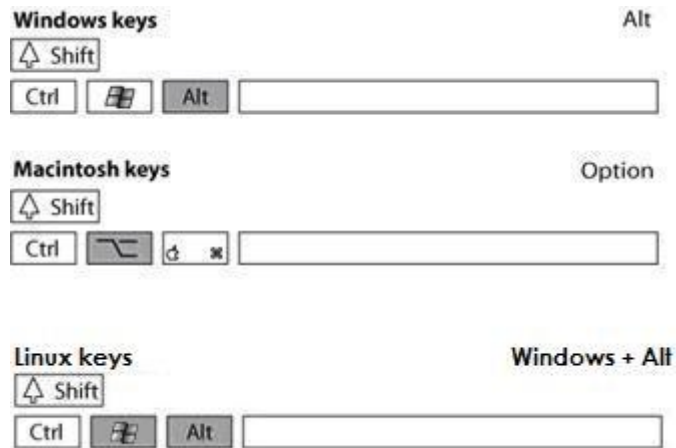 Windows keys Alt
Shift
Ctrl Alt
Macintosh keys Option
Shift
Ctrl ⌥ ⌘
Linux keys Windows + Alt
Shift
Ctrl Alt